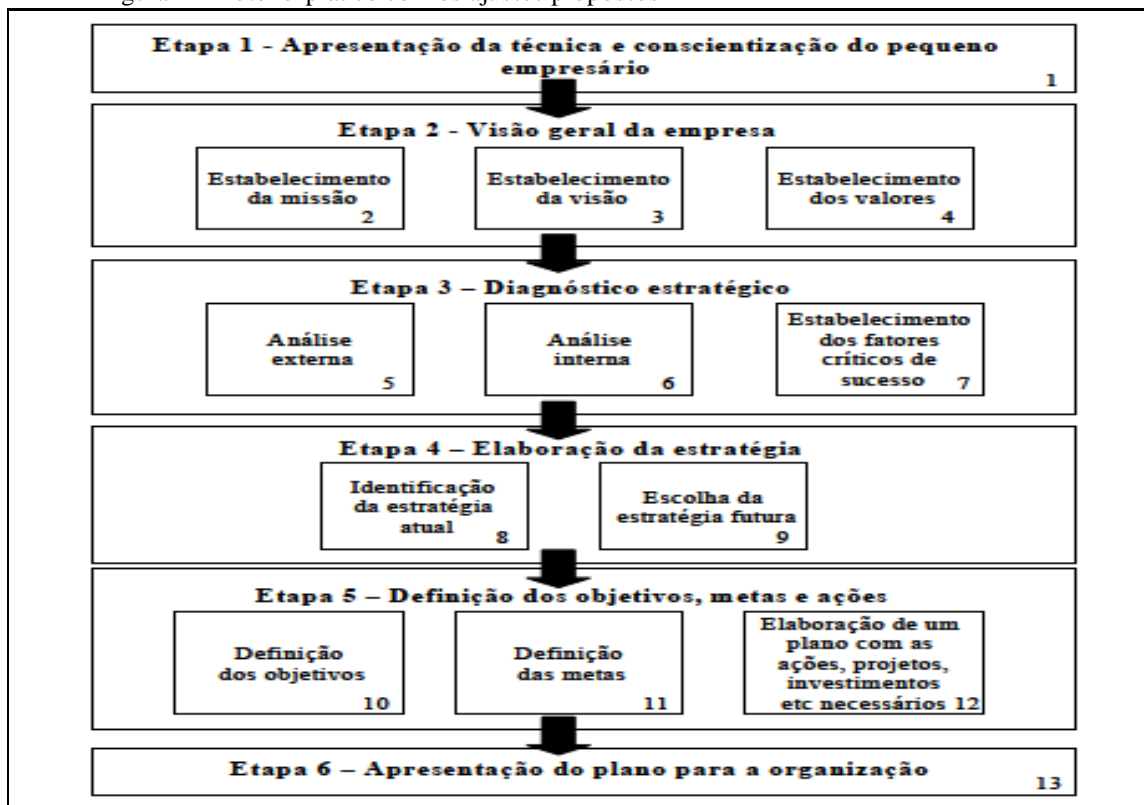 Etapa 1 - Apresentação da técnica e conscientização do pequeno
empresário
1
Etapa 2 - Visão geral da empresa
Estabelecimento
da missão
2
Estabelecimento
da visão
3
Estabelecimento
dos valores
4
Etapa 3 – Diagnóstico estratégico
Análise
externa
5
Análise
interna
6
Estabelecimento
dos fatores
críticos de
sucesso 7
Etapa 4 – Elaboração da estratégia
Identificação
da estratégia
atual
8
Escolha da
estratégia futura
9
Etapa 5 – Definição dos objetivos, metas e ações
Definição
dos objetivos
10
Definição
das metas
11
Elaboração de um
plano com as
ações, projetos,
investimentos
etc necessários 12
Etapa 6 – Apresentação do plano para a organização
13